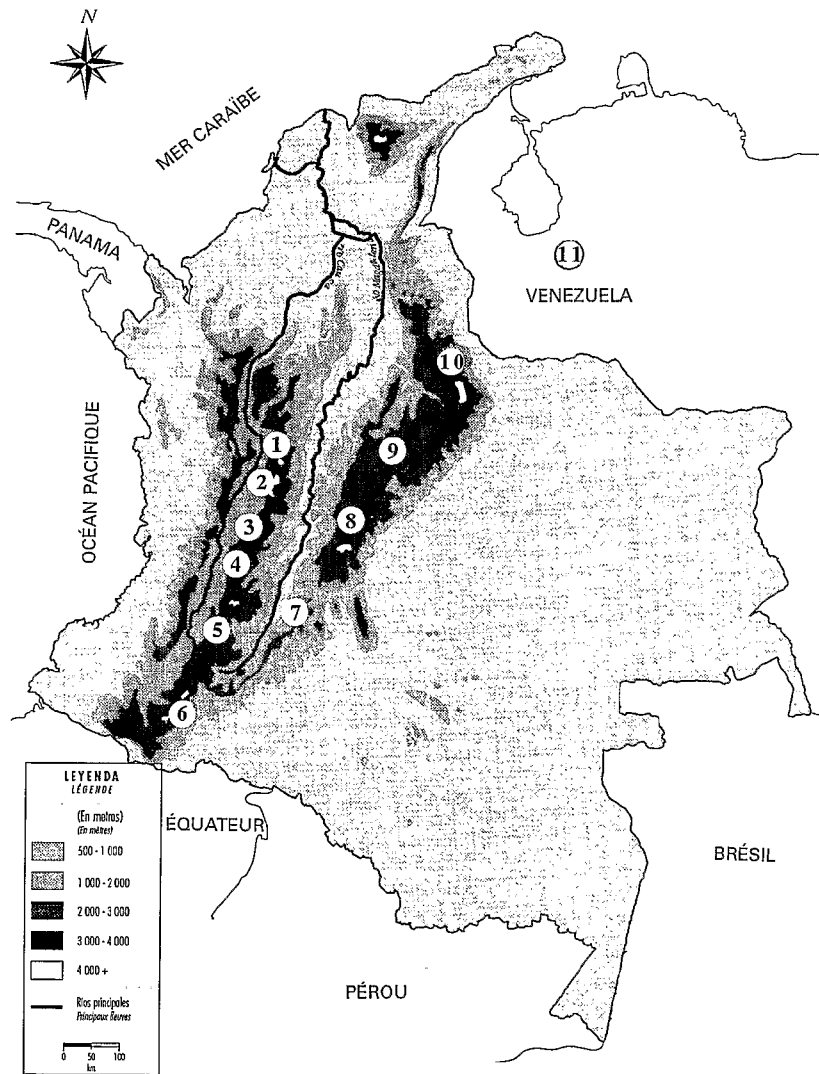 N
MER CARAÏBE
PANAMA
11
VENEZUELA
10
OCÉAN PACIFIQUE
1
9
2
3
8
4
7
5
6
LEYENDA
LÉGENDE
(En metros)
(En mètres)
500 - 1 000
1 000 - 2 000
2 000 - 3 000
3 000 - 4 000
4 000 +
Ríos principales
Principaux fleuves
0 50 100
km
ÉQUATEUR
BRÉSIL
PÉROU